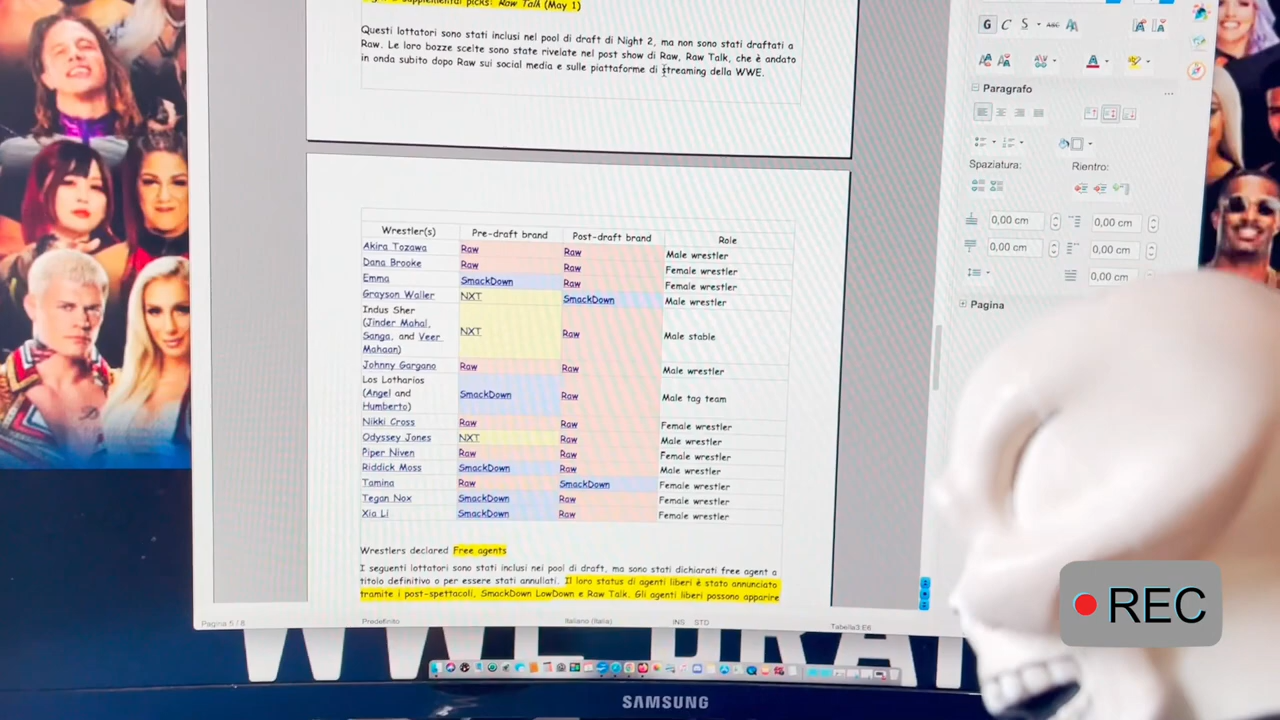 supplemental picks: Raw Talk (May 1)
Questi lottatori sono stati inclusi nel pool di draft di Night 2, ma non sono stati draftati a
Raw. Le loro bozze scelte sono state rivelate nel post show di Raw, Raw Talk, che è andato
in onda subito dopo Raw sui social media e sulle piattaforme di streaming della WWE.
Wrestler(s) Pre-draft brand Post-draft brand Role
Akira Tozawa Raw Raw Male wrestler
Dana Brooke Raw Raw Female wrestler
Emma SmackDown Raw Female wrestler
Grayson Waller NXT SmackDown Male wrestler
Indus Sher
(Jinder Mahal,
Sanga, and Veer
Mahaan) NXT Raw Male stable
Johnny Gargano Raw Raw Male wrestler
Los Lotharios
(Angel and
Humberto) SmackDown Raw Male tag team
Nikki Cross Raw Raw Female wrestler
Odyssey Jones NXT Raw Male wrestler
Piper Niven Raw Raw Female wrestler
Riddick Moss SmackDown Raw Male wrestler
Tamina Raw SmackDown Female wrestler
Tegan Nox SmackDown Raw Female wrestler
Xia Li SmackDown Raw Female wrestler
Wrestlers declared Free agents
I seguenti lottatori sono stati inclusi nel pool di draft, ma sono stati dichiarati free agent a
titolo definitivo o per essere stati annullati. Il loro status di agenti liberi è stato annunciato
tramite i post-spettacoli, SmackDown LowDown e Raw Talk. Gli agenti liberi possono apparire
Pagina 5 / 8 Predefinito Italiano (Italia) INS STD Tabella3:E6
G C S ABC A
Paragrafo
Spaziatura: Rientro:
0,00 cm 0,00 cm
0,00 cm 0,00 cm
0,00 cm
Pagina
REC
WWE DRA
SAMSUNG